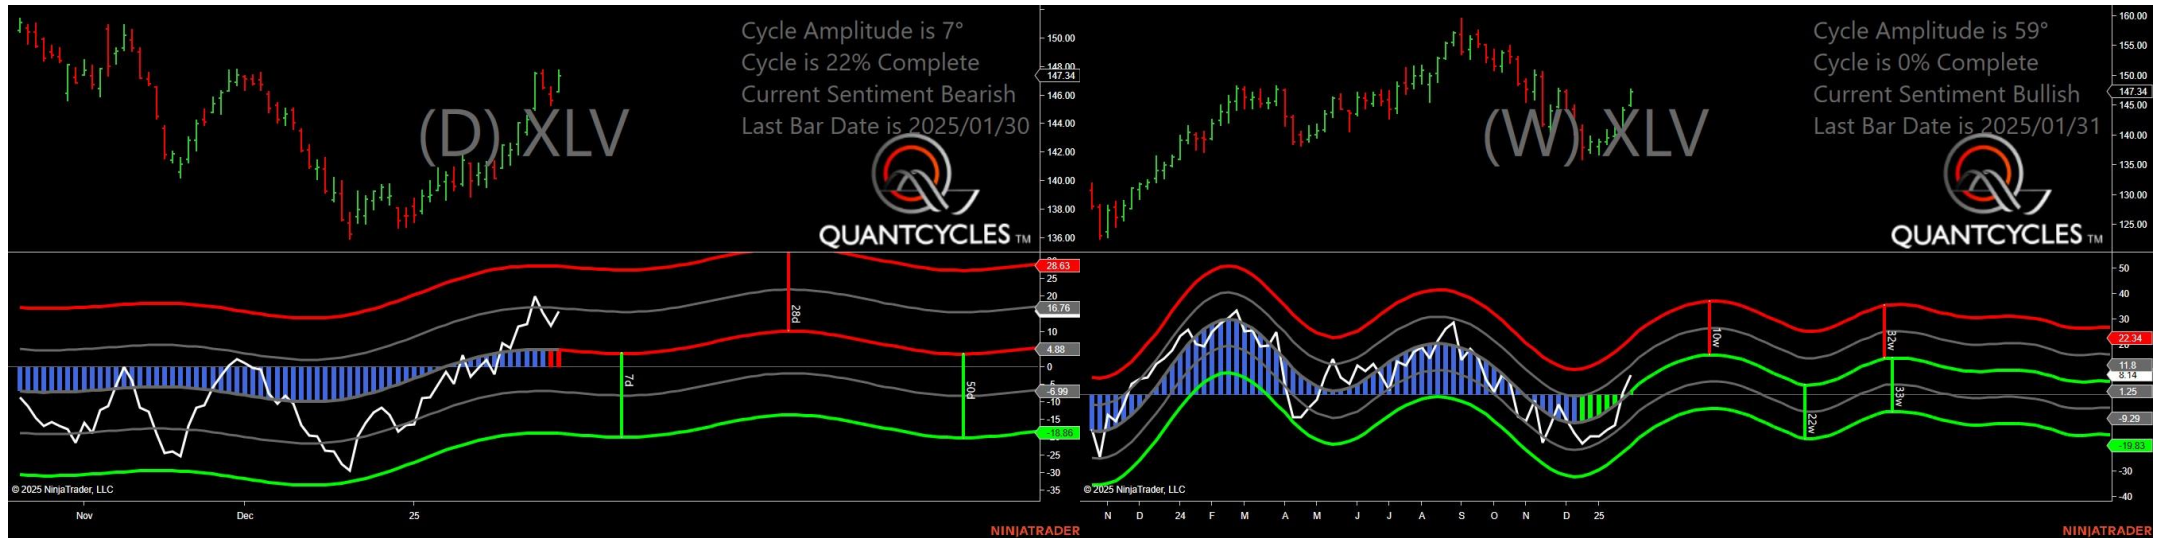 Cycle Amplitude is 7°
Cycle is 22% Complete
Current Sentiment Bearish
Last Bar Date is 2025/01/30
(D) XLV
QUANTCYCLES TM
150.00
148.00
147.34
146.00
144.00
142.00
140.00
138.00
136.00
28.63
25
20
16.76
10
4.88
0
-6.99
-10
-15
-18.86
-25
-30
-35
28d
7d
50d
© 2025 NinjaTrader, LLC
Nov
Dec
25
NINJATRADER
Cycle Amplitude is 59°
Cycle is 0% Complete
Current Sentiment Bullish
Last Bar Date is 2025/01/31
(W) XLV
QUANTCYCLES TM
160.00
155.00
150.00
147.34
145.00
140.00
135.00
130.00
125.00
50
40
30
22.34
11.8
8.14
1.25
-9.29
-19.83
-30
-40
10w
32w
22w
33w
© 2025 NinjaTrader, LLC
N D 24 F M A M J J A S O N D 25
NINJATRADER